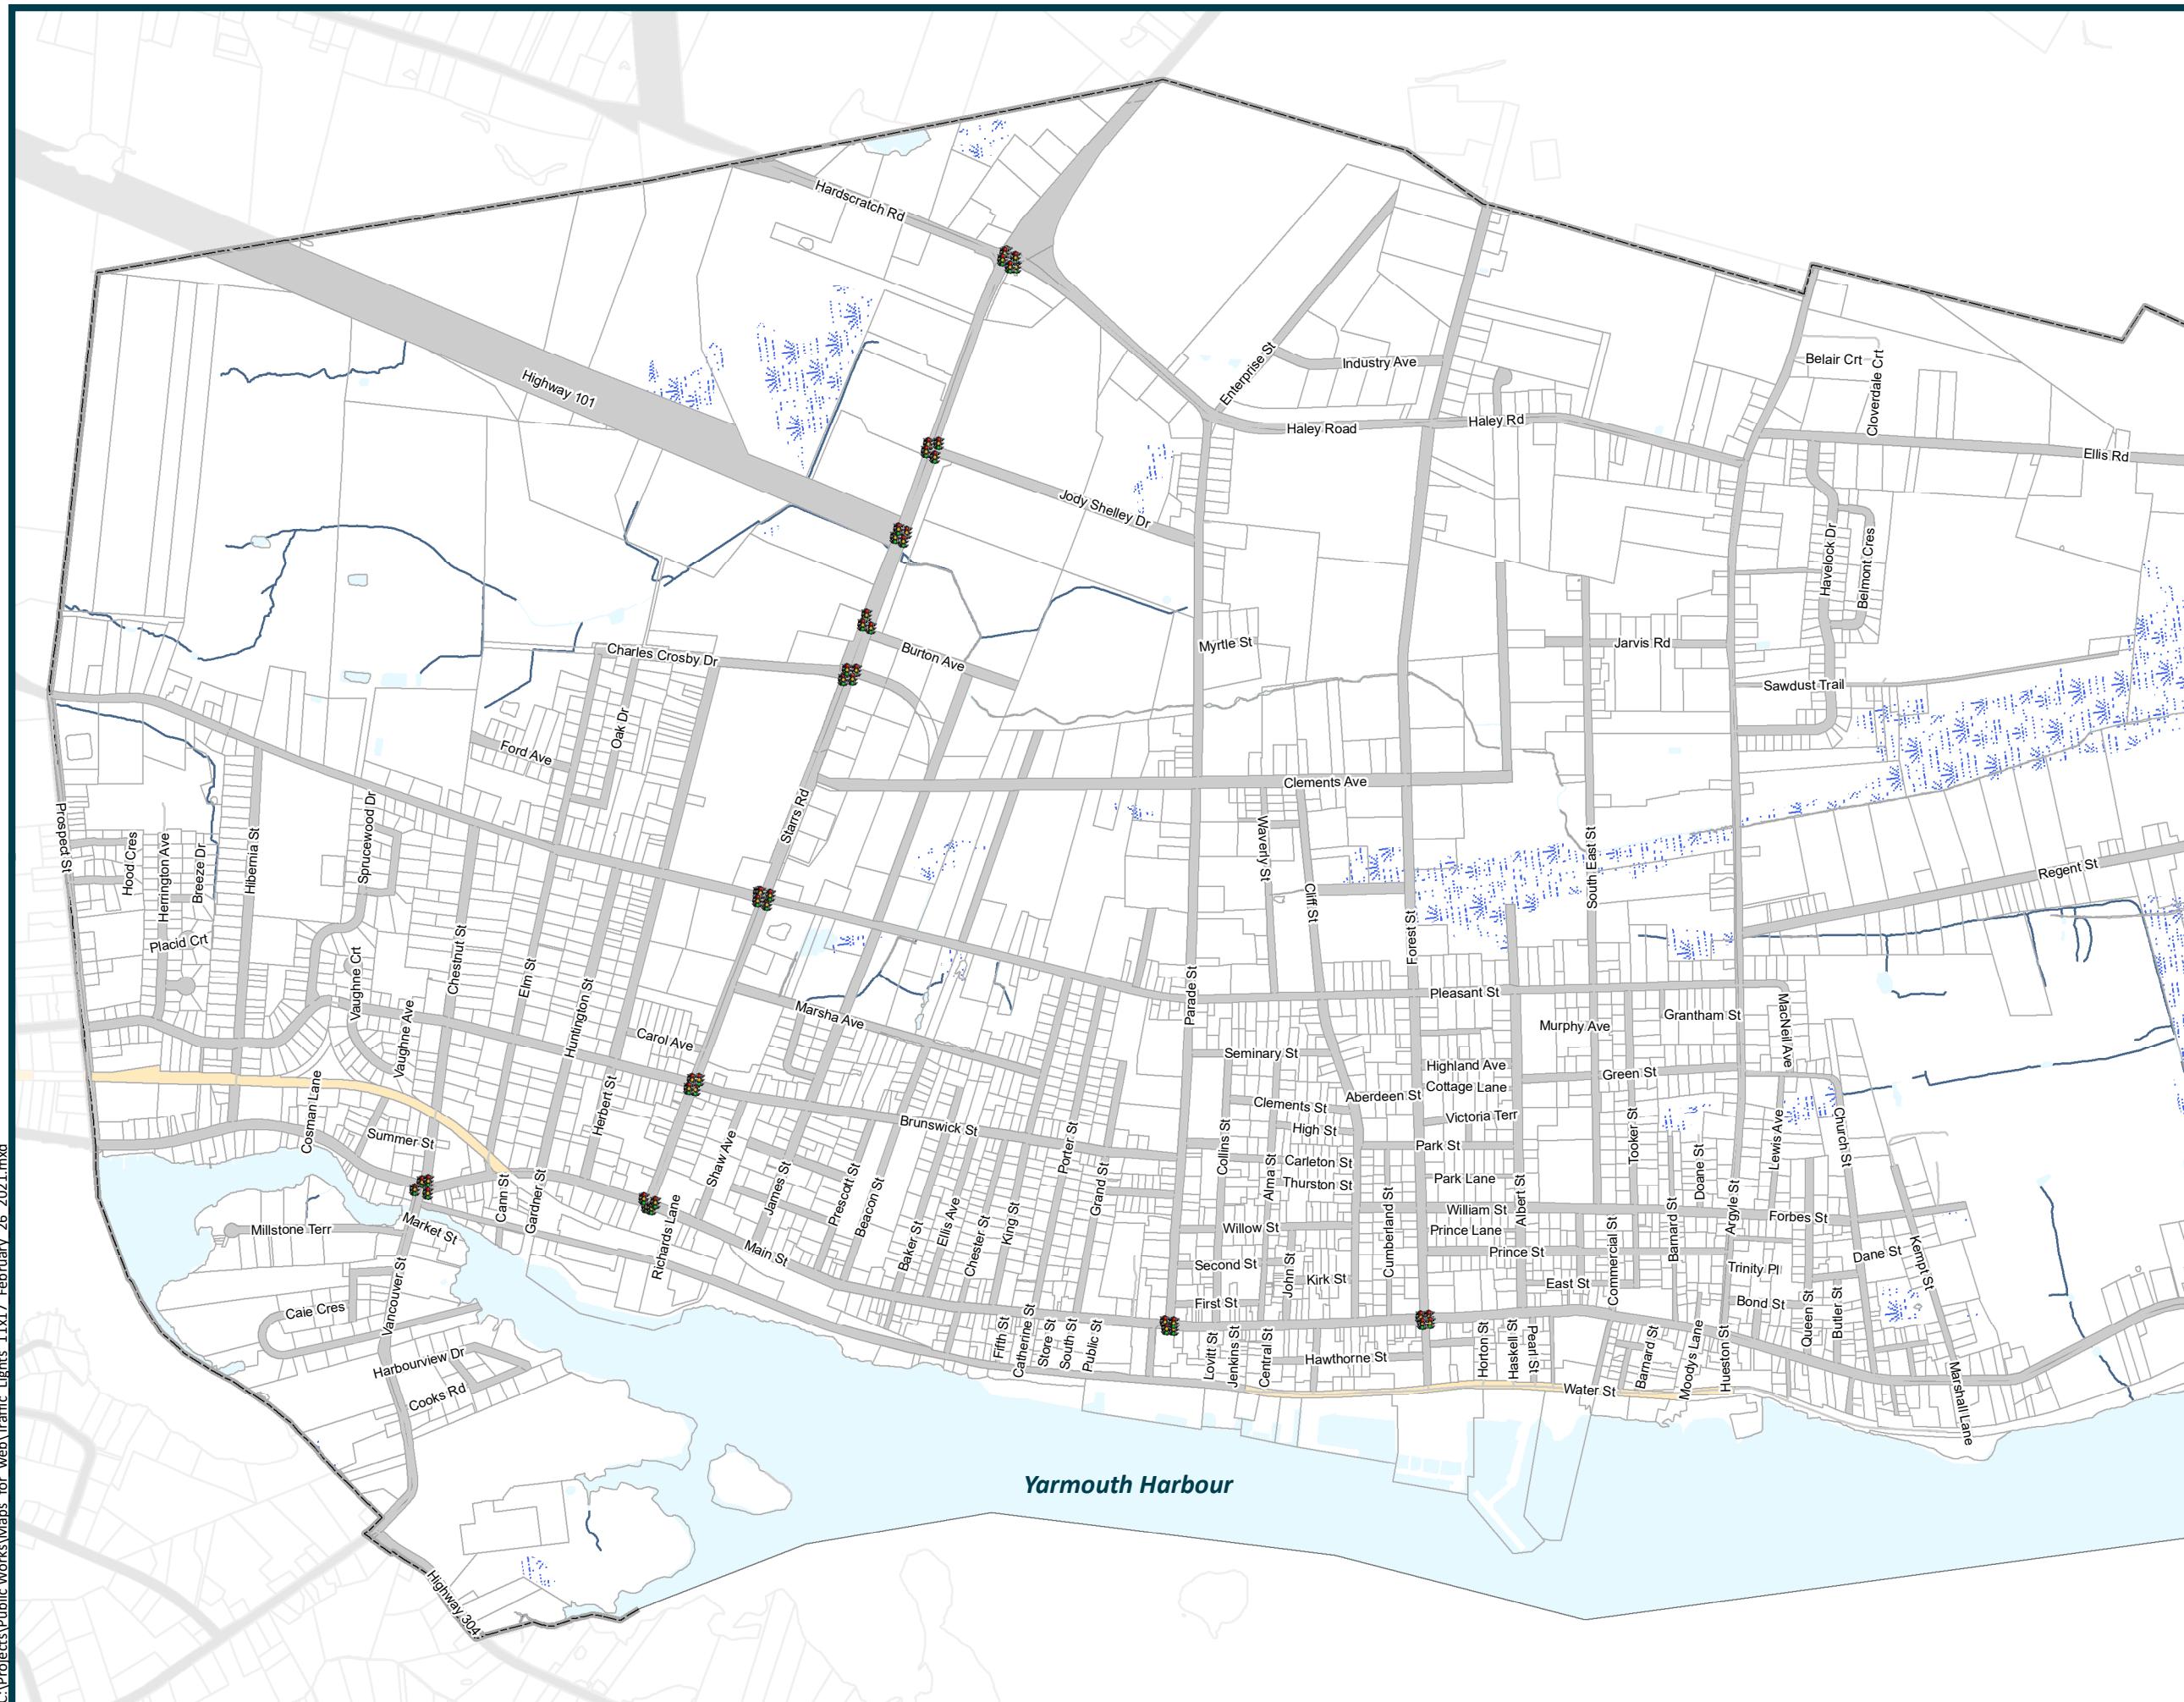 Hardscratch Rd
Highway 101
Enterprise St
Industry Ave
Belair Crt
Cloverdale Crt
Haley Road
Haley Rd
Ellis Rd
Jody Shelley Dr
Havelock Dr
Belmont Cres
Charles Crosby Dr
Burton Ave
Myrtle St
Jarvis Rd
Sawdust Trail
Oak Dr
Ford Ave
Starrs Rd
Clements Ave
Prospect St
Hood Cres
Herrington Ave
Breeze Dr
Hibernia St
Sprucewood Dr
Waverly St
Cliff St
South East St
Regent St
Placid Crt
Vaughne Crt
Chestnut St
Elm St
Huntington St
Forest St
Parade St
Pleasant St
Vaughne Ave
Carol Ave
Marsha Ave
Murphy Ave
Grantham St
MacNeil Ave
Seminary St
Highland Ave
Green St
Cosman Lane
Herbert St
Cottage Lane
Aberdeen St
Clements St
Victoria Terr
Summer St
Shaw Ave
Brunswick St
Porter St
Collins St
High St
Park St
Tooker St
Lewis Ave
Church St
Carleton St
Thurston St
Park Lane
Doane St
Cann St
Gardner St
James St
Prescott St
Beacon St
Grand St
Alma St
Cumberland St
Albert St
William St
Argyle St
Forbes St
Millstone Terr
Market St
Richards Lane
Main St
Baker St
Ellis Ave
Chester St
King St
Willow St
Prince Lane
Prince St
Barnard St
Commercial St
Dane St
Kempt St
Second St
John St
Kirk St
East St
Trinity Pl
Vancouver St
Caie Cres
First St
Bond St
Queen St
Butler St
Fifth St
Catherine St
Store St
South St
Public St
Lovitt St
Jenkins St
Central St
Hawthorne St
Horton St
Haskell St
Pearl St
Barnard St
Moodys Lane
Hueston St
Harbourview Dr
Cooks Rd
Water St
Marshall Lane
Yarmouth Harbour
Highway 304
C:\Projects\Public Works\Maps for Web\Traffic Lights 11x17 February 26 2021.mxd